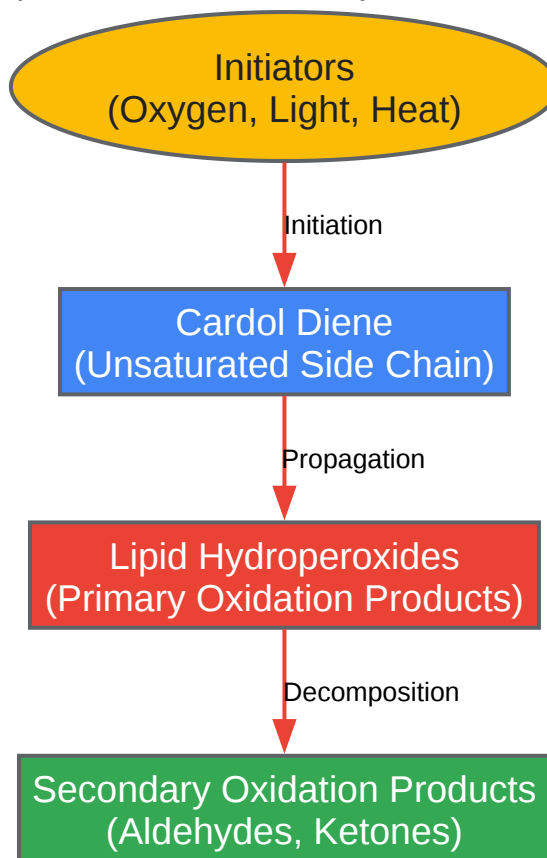 Initiators
(Oxygen, Light, Heat)
Initiation
Cardol Diene
(Unsaturated Side Chain)
Propagation
Lipid Hydroperoxides
(Primary Oxidation Products)
Decomposition
Secondary Oxidation Products
(Aldehydes, Ketones)